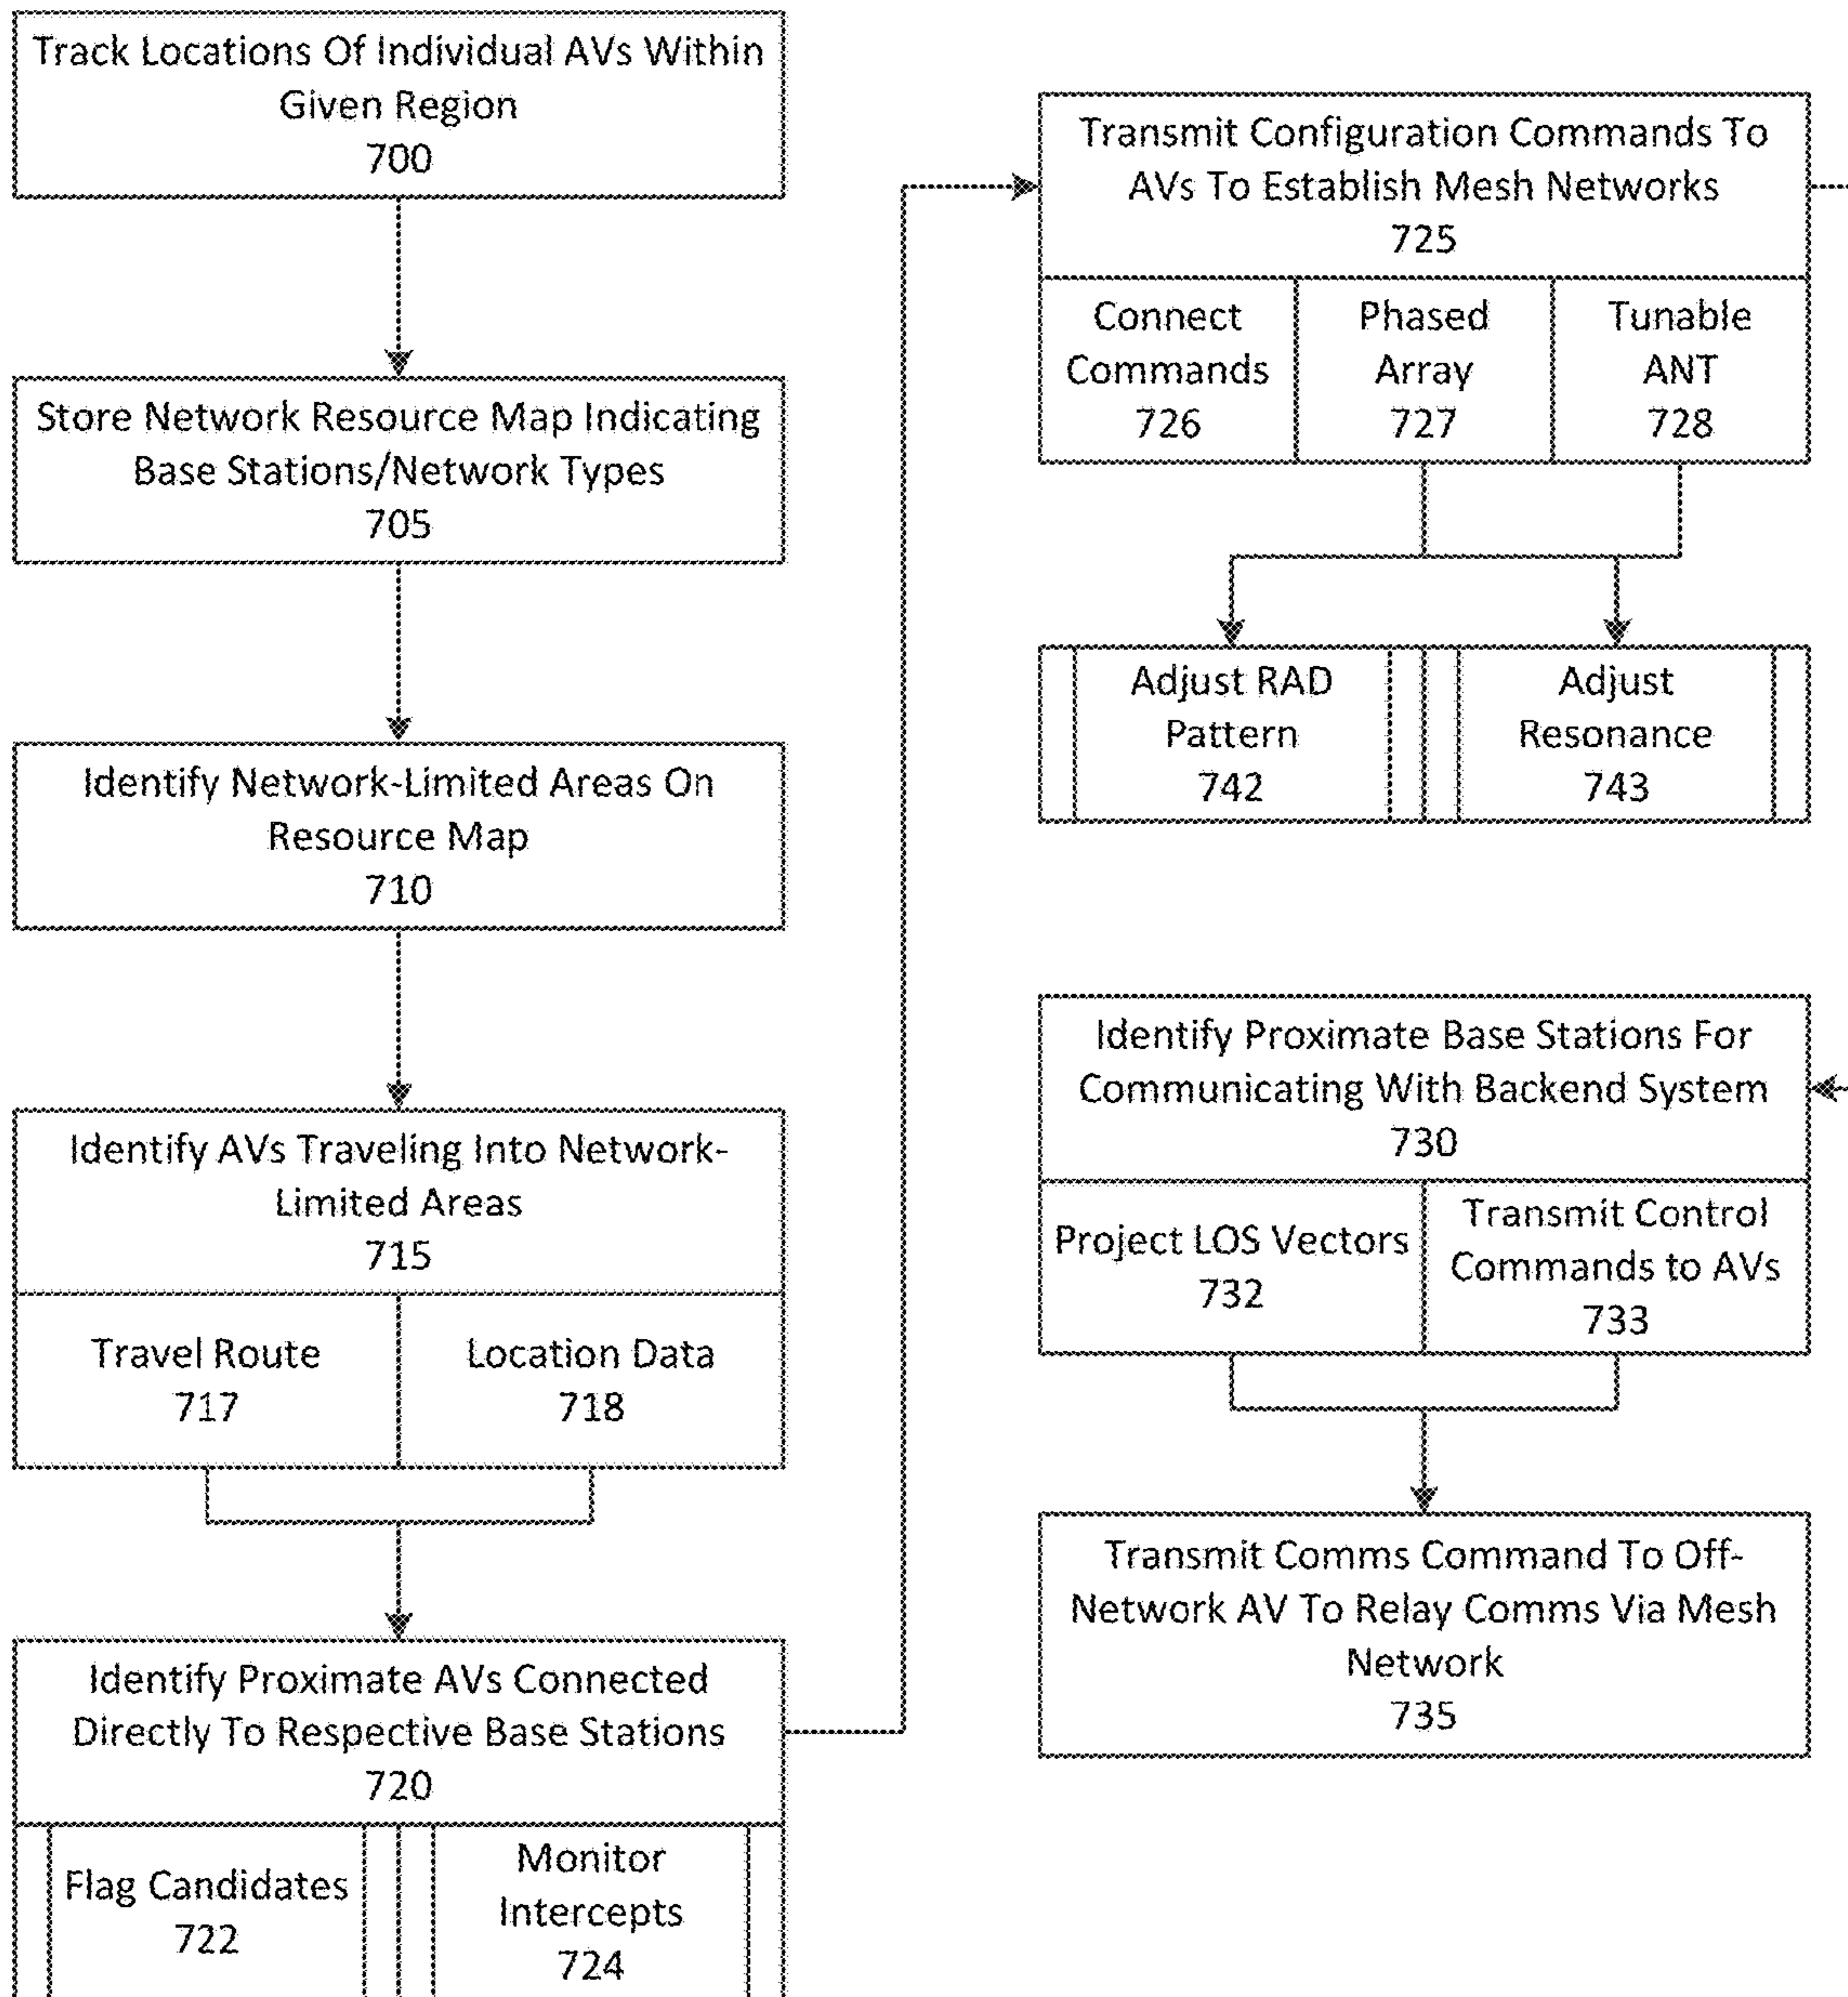 Track Locations Of Individual AVs Within
Given Region
700
Store Network Resource Map Indicating
Base Stations/Network Types
705
Identify Network-Limited Areas On
Resource Map
710
Identify AVs Traveling Into Network-
Limited Areas
715
Travel Route
717
Location Data
718
Identify Proximate AVs Connected
Directly To Respective Base Stations
720
Flag Candidates
722
Monitor
Intercepts
724
Transmit Configuration Commands To
AVs To Establish Mesh Networks
725
Connect
Commands
726
Phased
Array
727
Tunable
ANT
728
Adjust RAD
Pattern
742
Adjust
Resonance
743
Identify Proximate Base Stations For
Communicating With Backend System
730
Project LOS Vectors
732
Transmit Control
Commands to AVs
733
Transmit Comms Command To Off-
Network AV To Relay Comms Via Mesh
Network
735